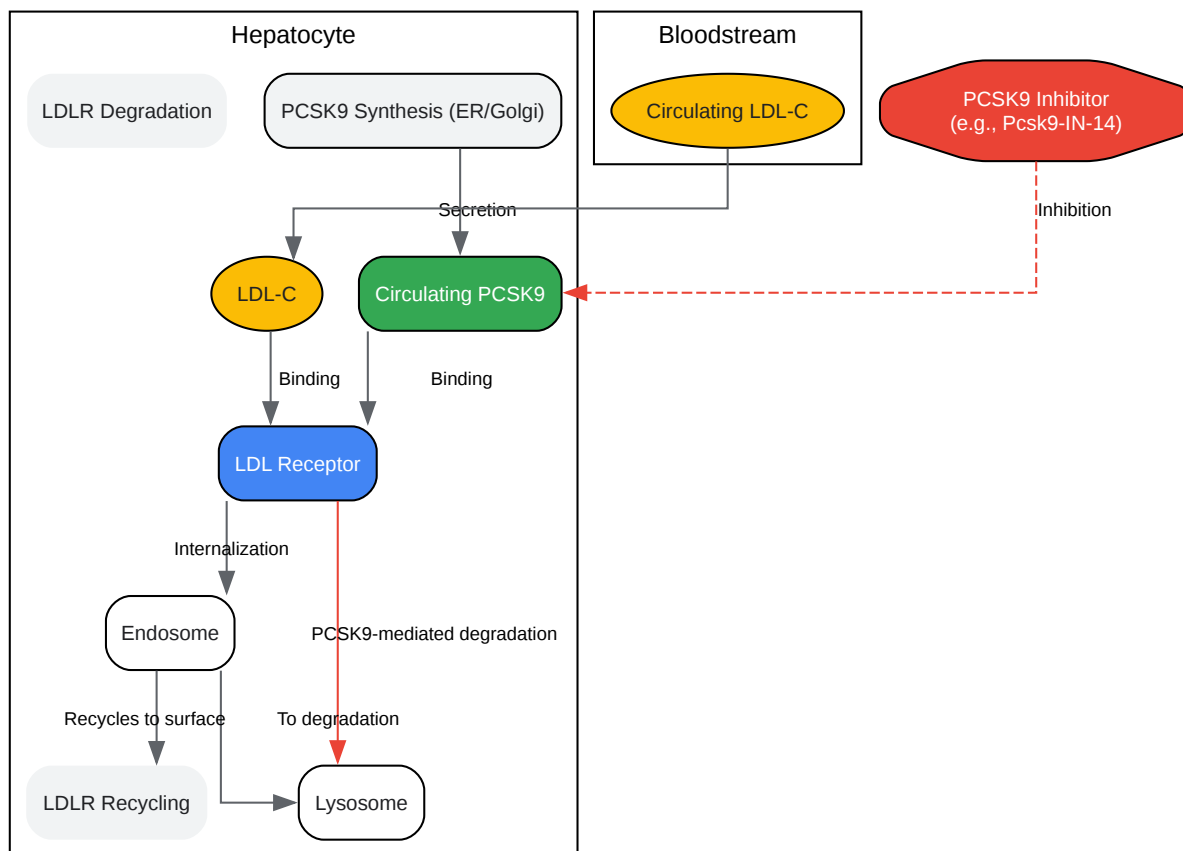 Hepatocyte
Bloodstream
LDLR Degradation
PCSK9 Synthesis (ER/Golgi)
Circulating LDL-C
PCSK9 Inhibitor
(e.g., Pcsk9-IN-14)
Secretion
Inhibition
LDL-C
Circulating PCSK9
Binding
Binding
LDL Receptor
Internalization
Endosome
PCSK9-mediated degradation
Recycles to surface
To degradation
LDLR Recycling
Lysosome